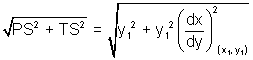 √(PS² + TS²) = √(y₁² + y₁² (dx/dy)²₍ₓ₁, ᵧ₁₎)